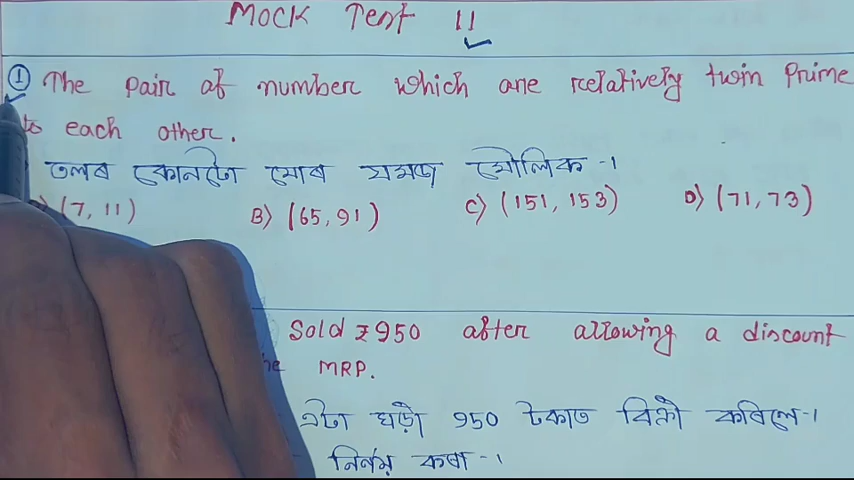 Mock Test 11
① The pair of number which are relatively twin Prime
to each other.
তলৰ কোনটো যোৰ যমজ মৌলিক -।
(7, 11) B) (65, 91) C) (151, 153) D) (71, 73)
Sold ₹950 after allowing a discount
MRP.
এটা ঘড়ী 950 টকাত বিক্ৰী কৰিলে -।
নিৰ্ণয় কৰা -।